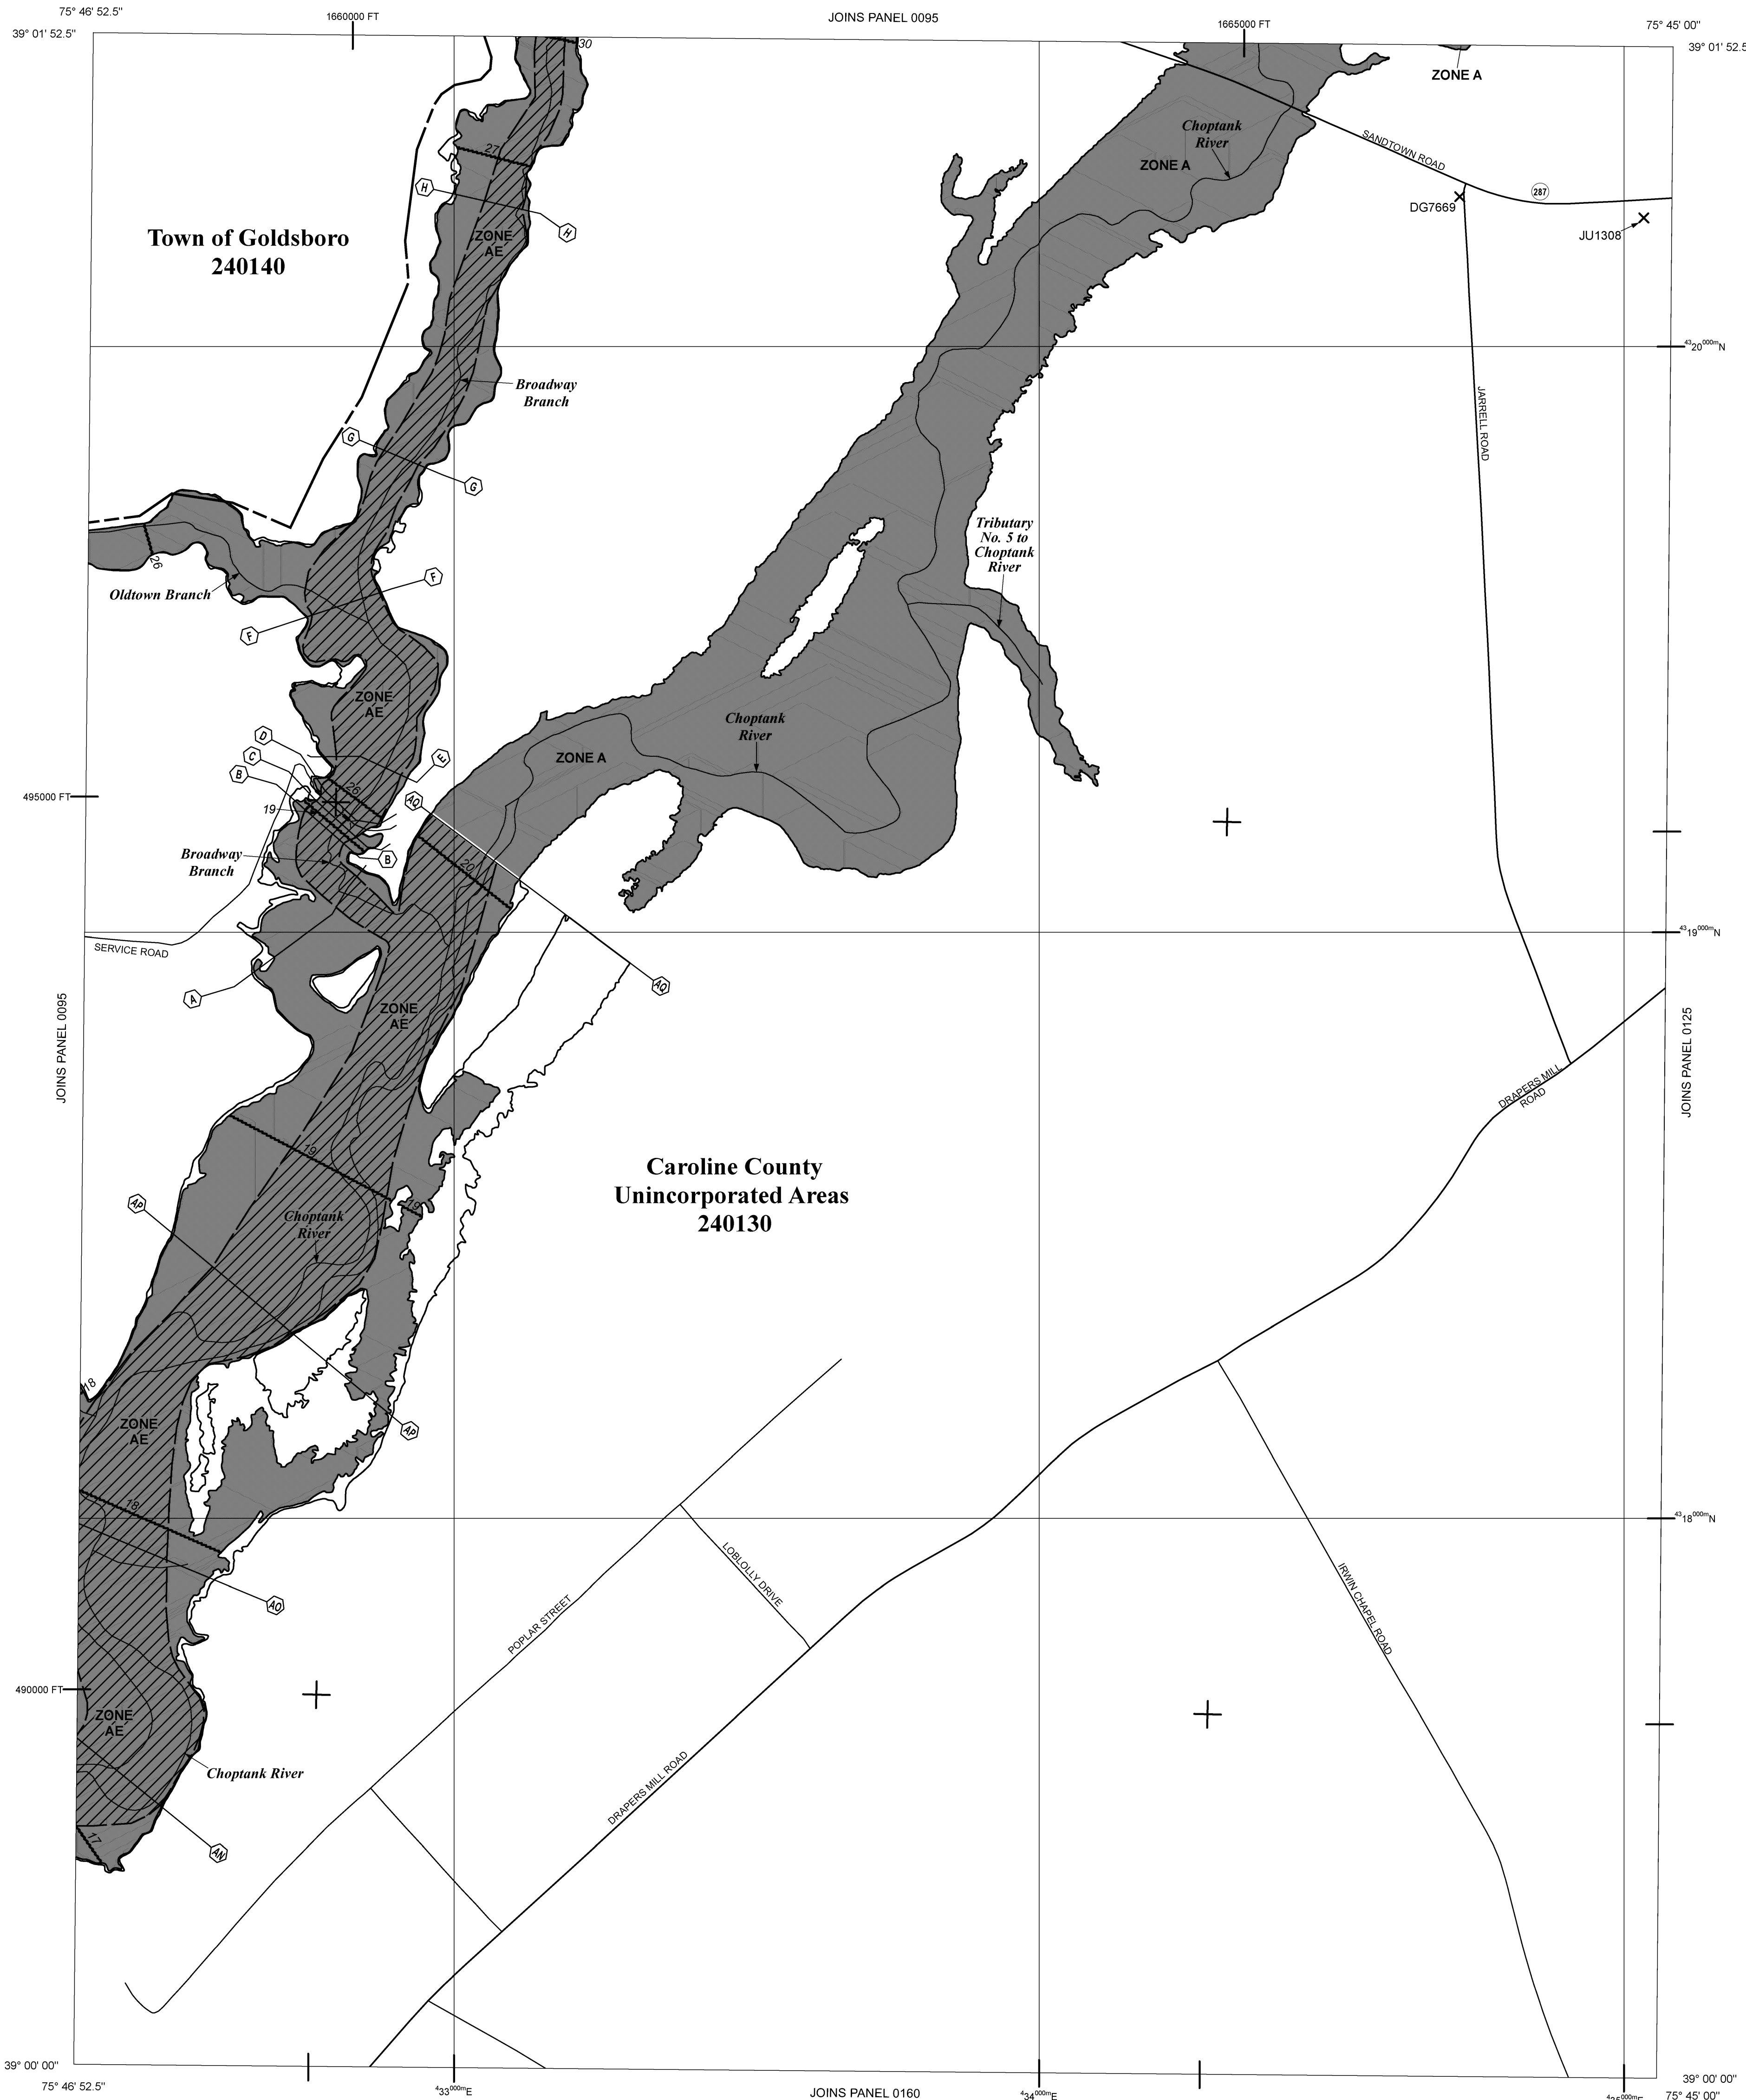 75° 46' 52.5"
1660000 FT
JOINS PANEL 0095
1665000 FT
75° 45' 00"
39° 01' 52.5"
39° 01' 52.5
30
ZONE A
27
H
H
ZONE
AE
Town of Goldsboro
240140
Choptank
River
ZONE A
SANDTOWN ROAD
287
DG7669
JU1308
4320000mN
Broadway
Branch
JARRELL ROAD
G
G
26
Oldtown Branch
F
F
Tributary
No. 5 to
Choptank
River
ZONE
AE
Choptank
River
ZONE A
D
C
B
E
26
19
AQ
495000 FT
20
B
Broadway
Branch
SERVICE ROAD
4319000mN
A
AQ
ZONE
AE
JOINS PANEL 0095
JOINS PANEL 0125
DRAPERS MILL
ROAD
19
Caroline County
Unincorporated Areas
240130
AP
19
Choptank
River
18
ZONE
AE
AP
18
4318000mN
LOBLOLLY DRIVE
IRWIN CHAPEL ROAD
AO
POPLAR STREET
490000 FT
ZONE
AE
Choptank River
DRAPERS MILL ROAD
17
AN
39° 00' 00"
39° 00' 00"
75° 46' 52.5"
433000mE
JOINS PANEL 0160
434000mE
75° 45' 00"